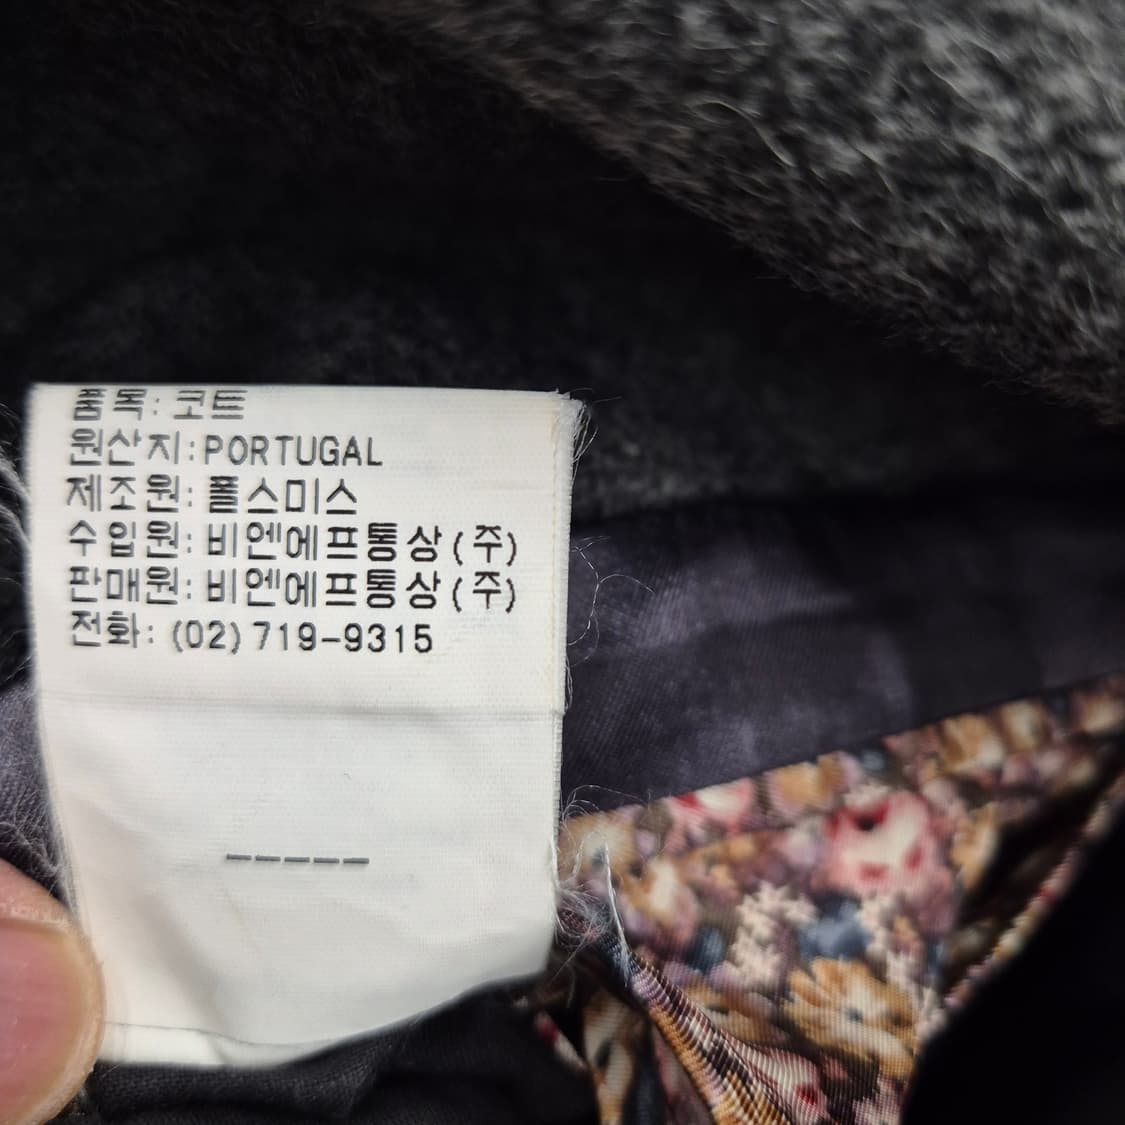 품목: 코트
원산지:PORTUGAL
제조원: 폴스미스
수입원: 비엔에프통상(주)
판매원: 비엔에프통상(주)
전화: (02)719-9315
-----